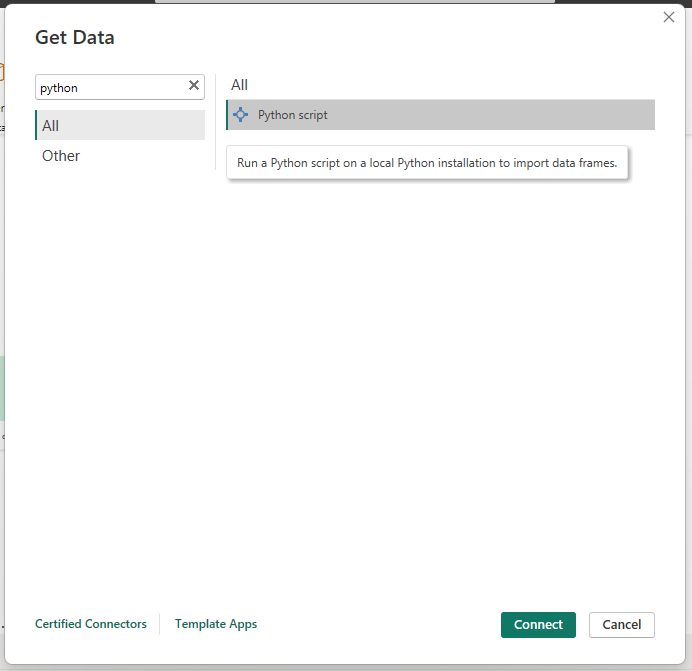 Get Data
python
All
Other
All
Python script
Run a Python script on a local Python installation to import data frames.
Certified Connectors
Template Apps
Connect
Cancel